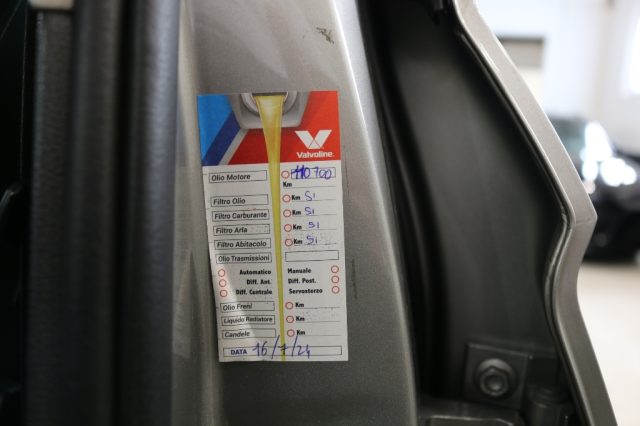 Valvoline
Olio Motore 110700
Km
Filtro Olio Km Si
Filtro Carburante Km Si
Filtro Aria Km Si
Filtro Abitacolo Km Si
Olio Trasmissioni
Automatico Manuale
Diff. Ant. Diff. Post.
Diff. Centrale Servosterzo
Olio Freni Km
Liquido Radiatore Km
Candele Km
DATA 16/7/24